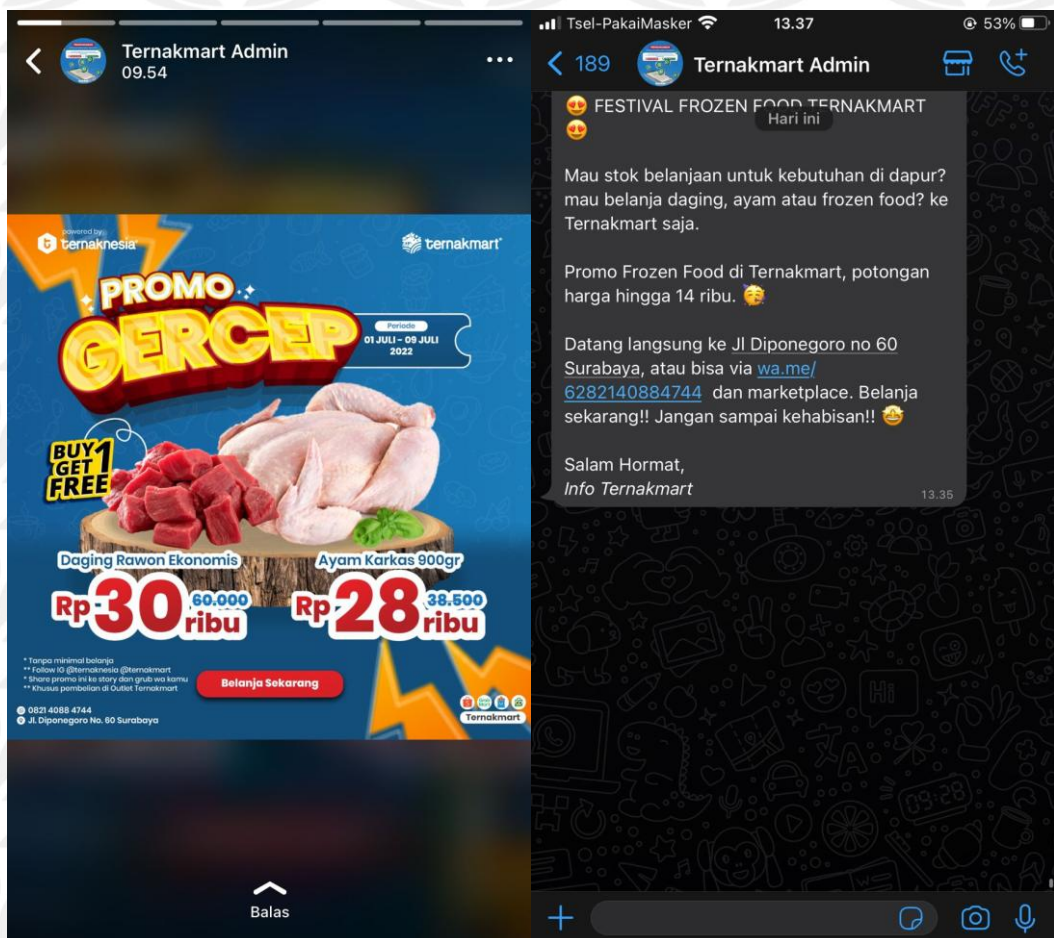 Ternakmart Admin
09.54
powered by:
ternaknesia
ternakmart
PROMO
GERCEP
Periode
01 JULI - 09 JULI
2022
BUY 1
GET
FREE
Daging Rawon Ekonomis
Rp 30 60.000
ribu
Ayam Karkas 900gr
Rp 28 38.500
ribu
* Tanpa minimal belanja
** Follow IG @ternaknesia @ternakmart
* Share promo ini ke story dan grub wa kamu
** Khusus pembelian di Outlet Ternakmart
Belanja Sekarang
0821 4088 4744
Jl. Diponegoro No. 60 Surabaya
Ternakmart
Balas
Tsel-PakaiMasker 13.37 53%
189 Ternakmart Admin
😍 FESTIVAL FROZEN FOOD TERNAKMART
😍
Hari ini
Mau stok belanjaan untuk kebutuhan di dapur?
mau belanja daging, ayam atau frozen food? ke
Ternakmart saja.
Promo Frozen Food di Ternakmart, potongan
harga hingga 14 ribu. 🥳
Datang langsung ke Jl Diponegoro no 60
Surabaya, atau bisa via wa.me/
6282140884744 dan marketplace. Belanja
sekarang!! Jangan sampai kehabisan!! 🤩
Salam Hormat,
Info Ternakmart
13.35